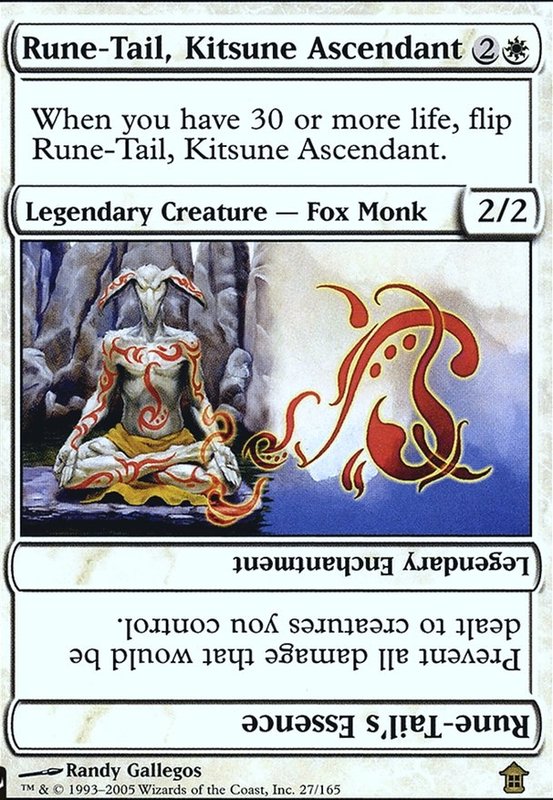 Rune-Tail, Kitsune Ascendant 2
When you have 30 or more life, flip
Rune-Tail, Kitsune Ascendant.
Legendary Creature — Fox Monk 2/2
Rune-Tail's Essence
Prevent all damage that would be
dealt to creatures you control.
Legendary Enchantment
Randy Gallegos
™ & © 1993–2005 Wizards of the Coast, Inc. 27/165